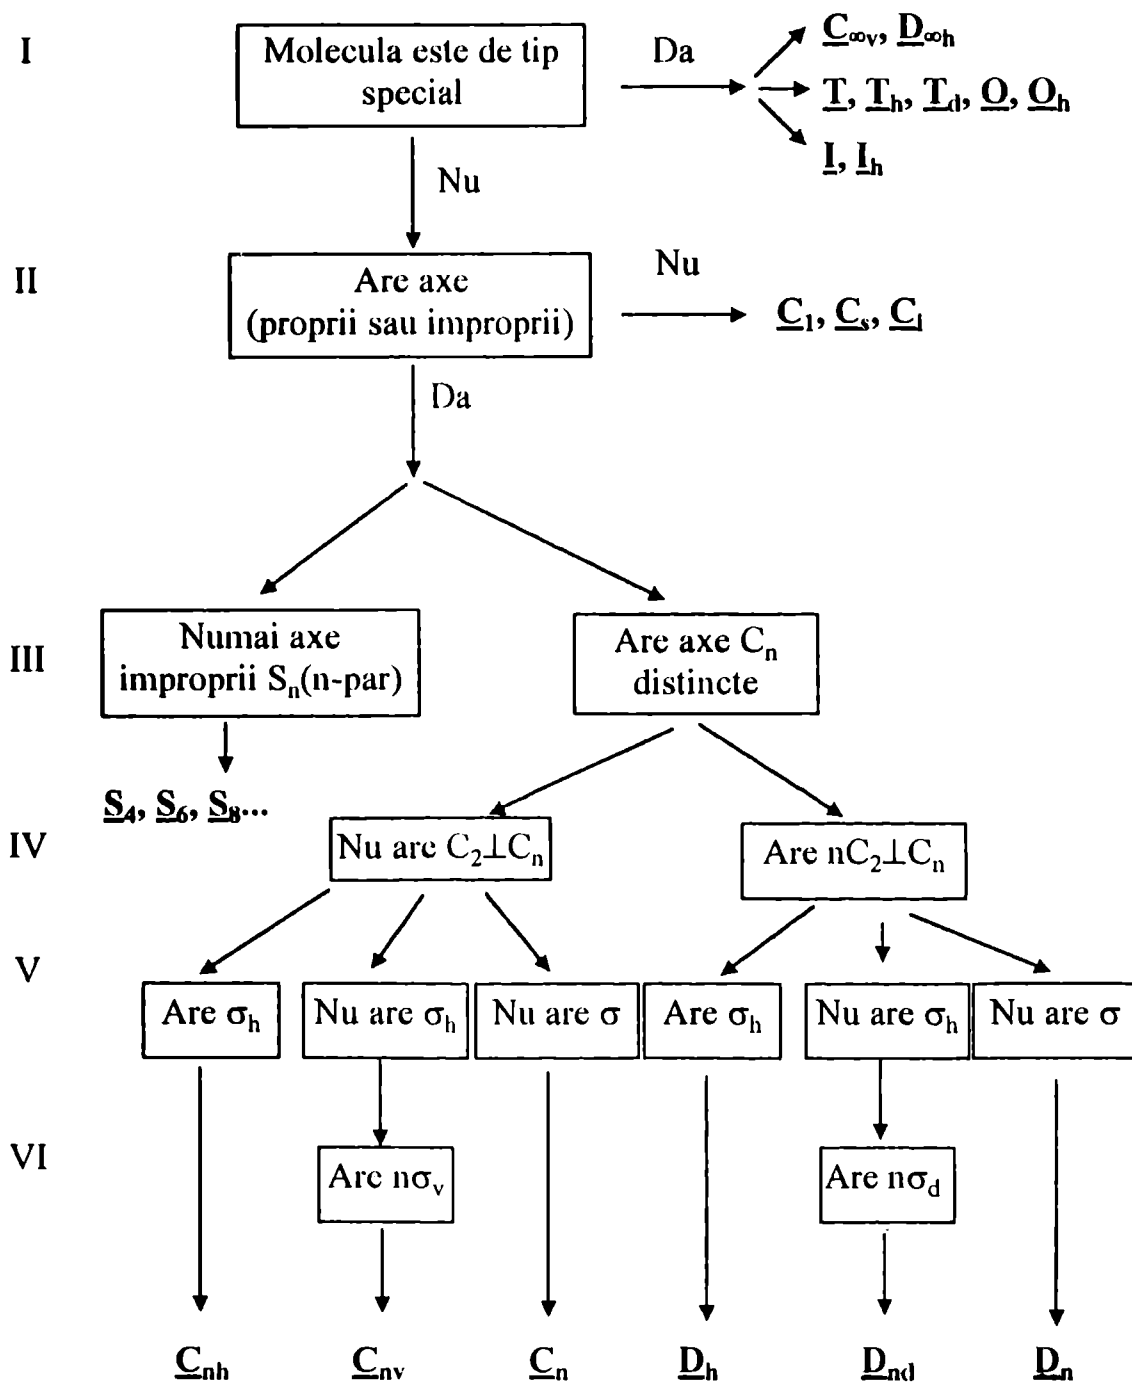 I
Molecula este de tip
special
Da
C∞v, D∞h
T, Th, Td, O, Oh
I, Ih
Nu
II
Are axe
(proprii sau improprii)
Nu
C1, Cs, Ci
Da
III
Numai axe
improprii Sn(n-par)
Are axe Cn
distincte
S4, S6, S8...
IV
Nu are C2⊥Cn
Are nC2⊥Cn
V
Are σh
Nu are σh
Nu are σ
Are σh
Nu are σh
Nu are σ
VI
Are nσv
Are nσd
Cnh
Cnv
Cn
Dh
Dnd
Dn